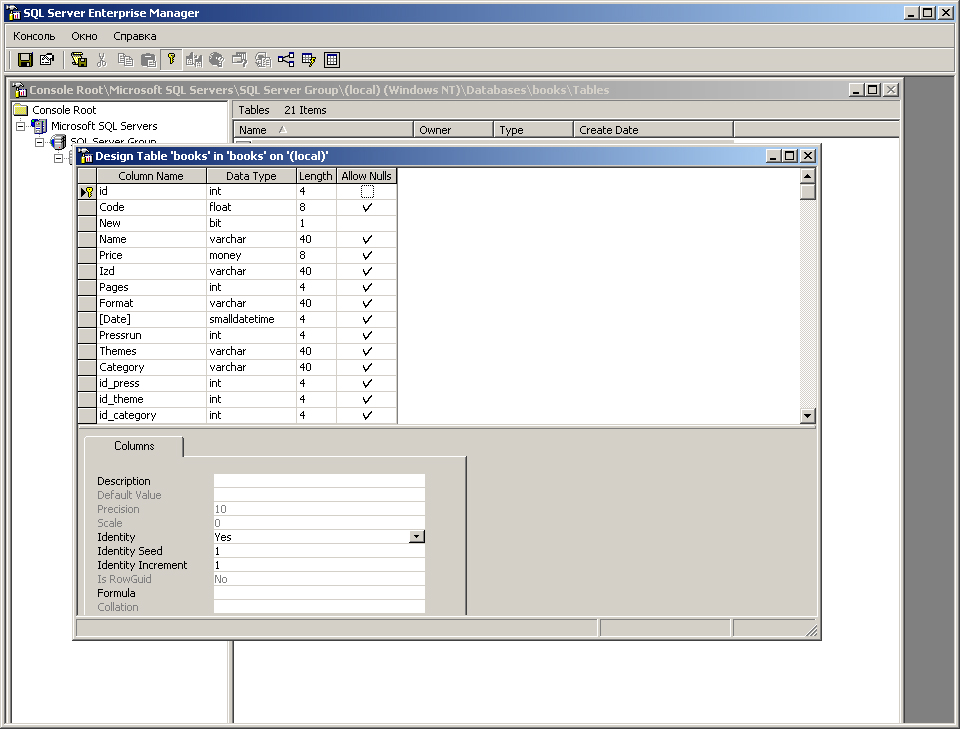 SQL Server Enterprise Manager
Консоль Окно Справка
Console Root\Microsoft SQL Servers\SQL Server Group\(local) (Windows NT)\Databases\books\Tables
Console Root
Microsoft SQL Servers
SQL Server Group
Tables 21 Items
Name Owner Type Create Date
Design Table 'books' in 'books' on '(local)'
Column Name Data Type Length Allow Nulls
id int 4
Code float 8
New bit 1
Name varchar 40
Price money 8
Izd varchar 40
Pages int 4
Format varchar 40
[Date] smalldatetime 4
Pressrun int 4
Themes varchar 40
Category varchar 40
id_press int 4
id_theme int 4
id_category int 4
Columns
Description
Default Value
Precision 10
Scale 0
Identity Yes
Identity Seed 1
Identity Increment 1
Is RowGuid No
Formula
Collation